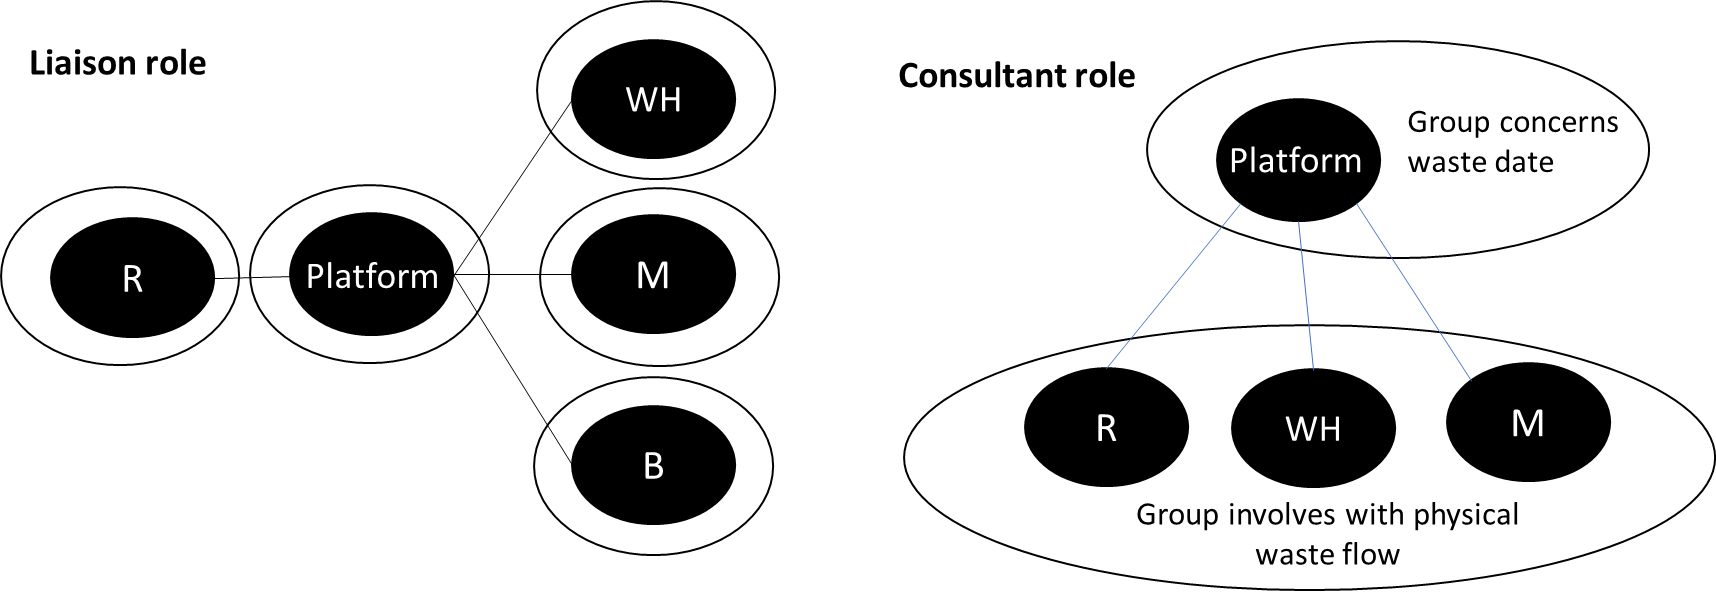 Liaison role
WH
R
Platform
M
B
Consultant role
Platform
Group concerns
waste date
R
WH
M
Group involves with physical
waste flow